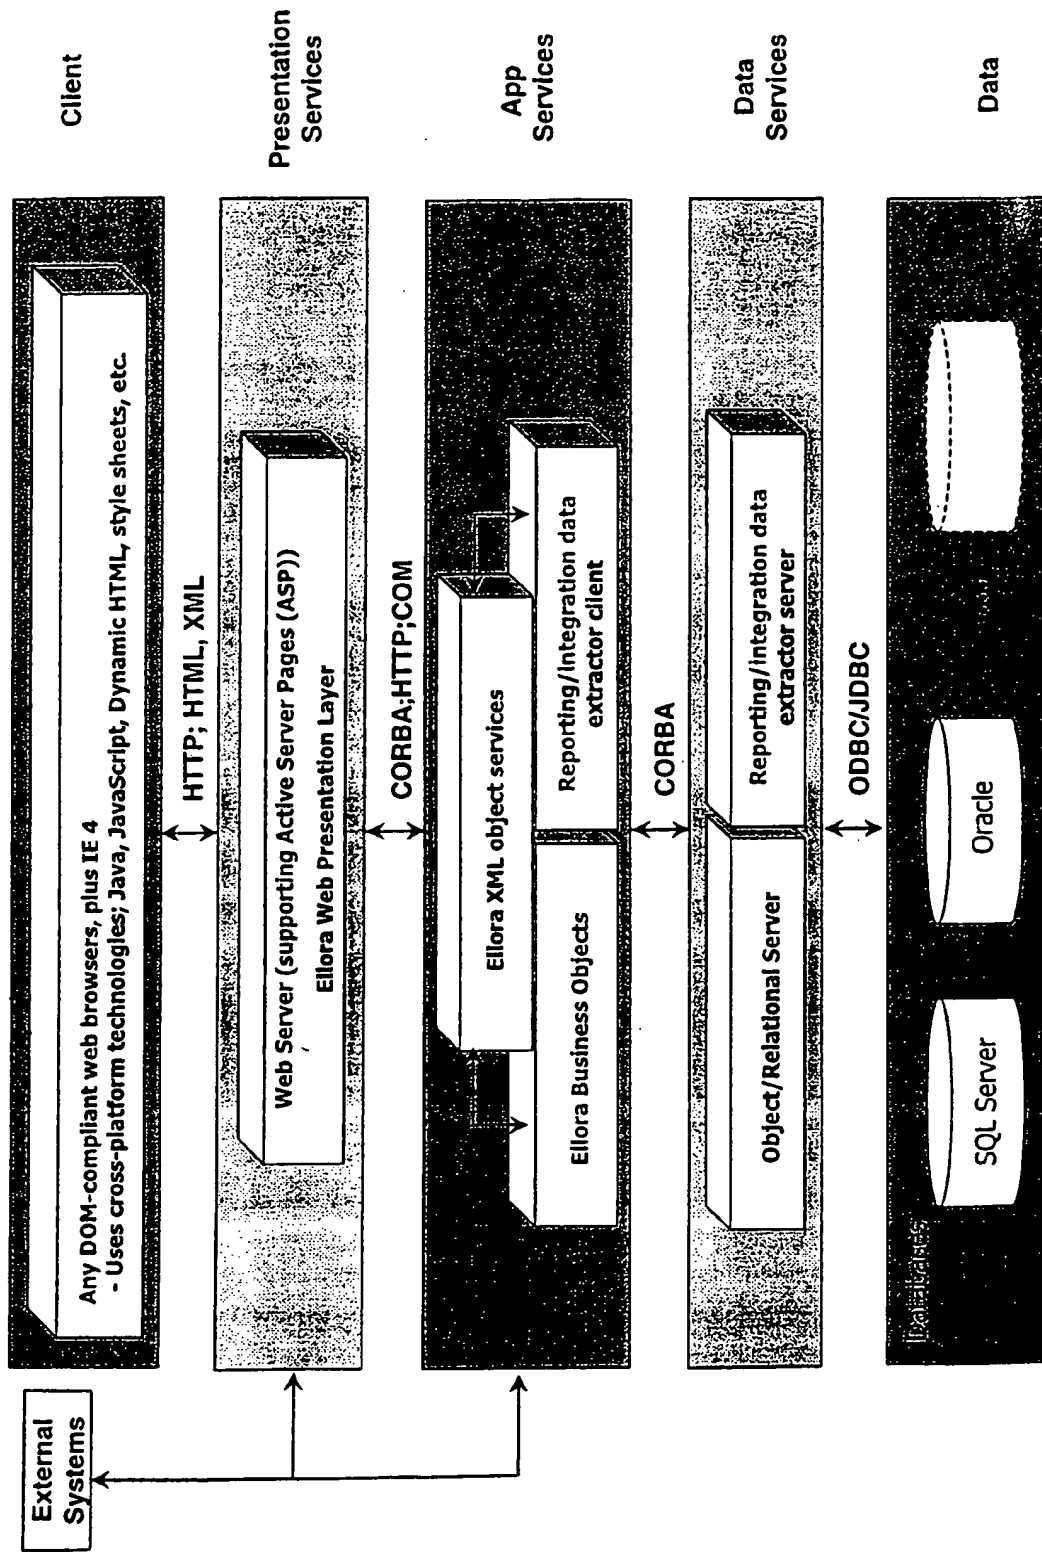 External
Systems
Client
Any DOM-compliant web browsers, plus IE 4
- Uses cross-platform technologies; Java, JavaScript, Dynamic HTML, style sheets, etc.
HTTP; HTML, XML
Presentation
Services
Web Server (supporting Active Server Pages (ASP))
Ellora Web Presentation Layer
CORBA;HTTP;COM
App
Services
Ellora XML object services
Ellora Business Objects
Reporting/Integration data
extractor client
CORBA
Data
Services
Object/Relational Server
Reporting/integration data
extractor server
ODBC/JDBC
Data
Databases
SQL Server
Oracle